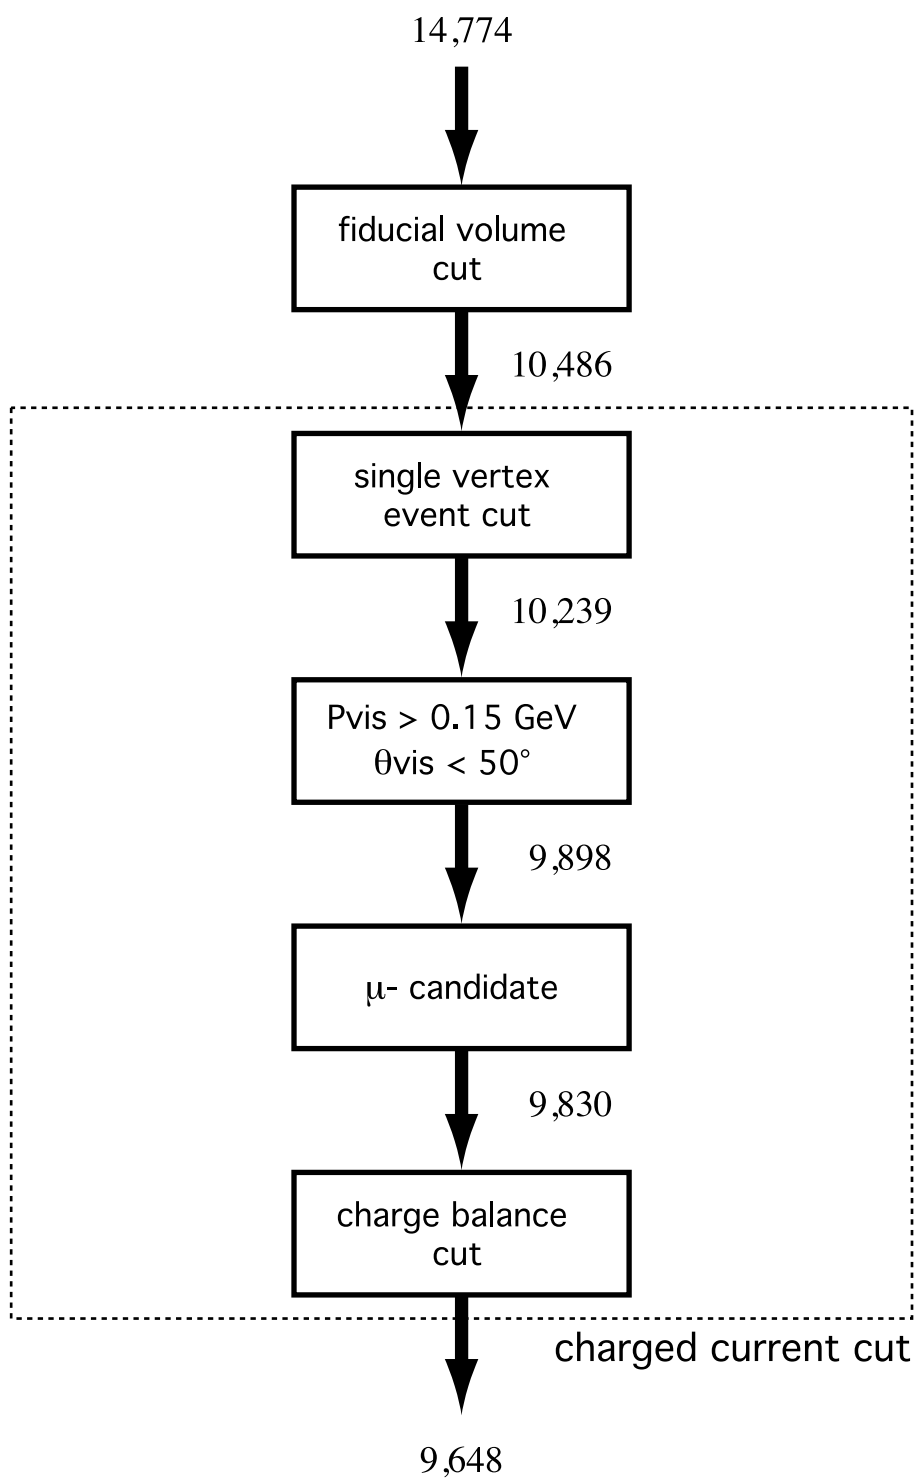 14,774
fiducial volume
cut
10,486
single vertex
event cut
10,239
Pvis > 0.15 GeV
θvis < 50°
9,898
μ- candidate
9,830
charge balance
cut
charged current cut
9,648